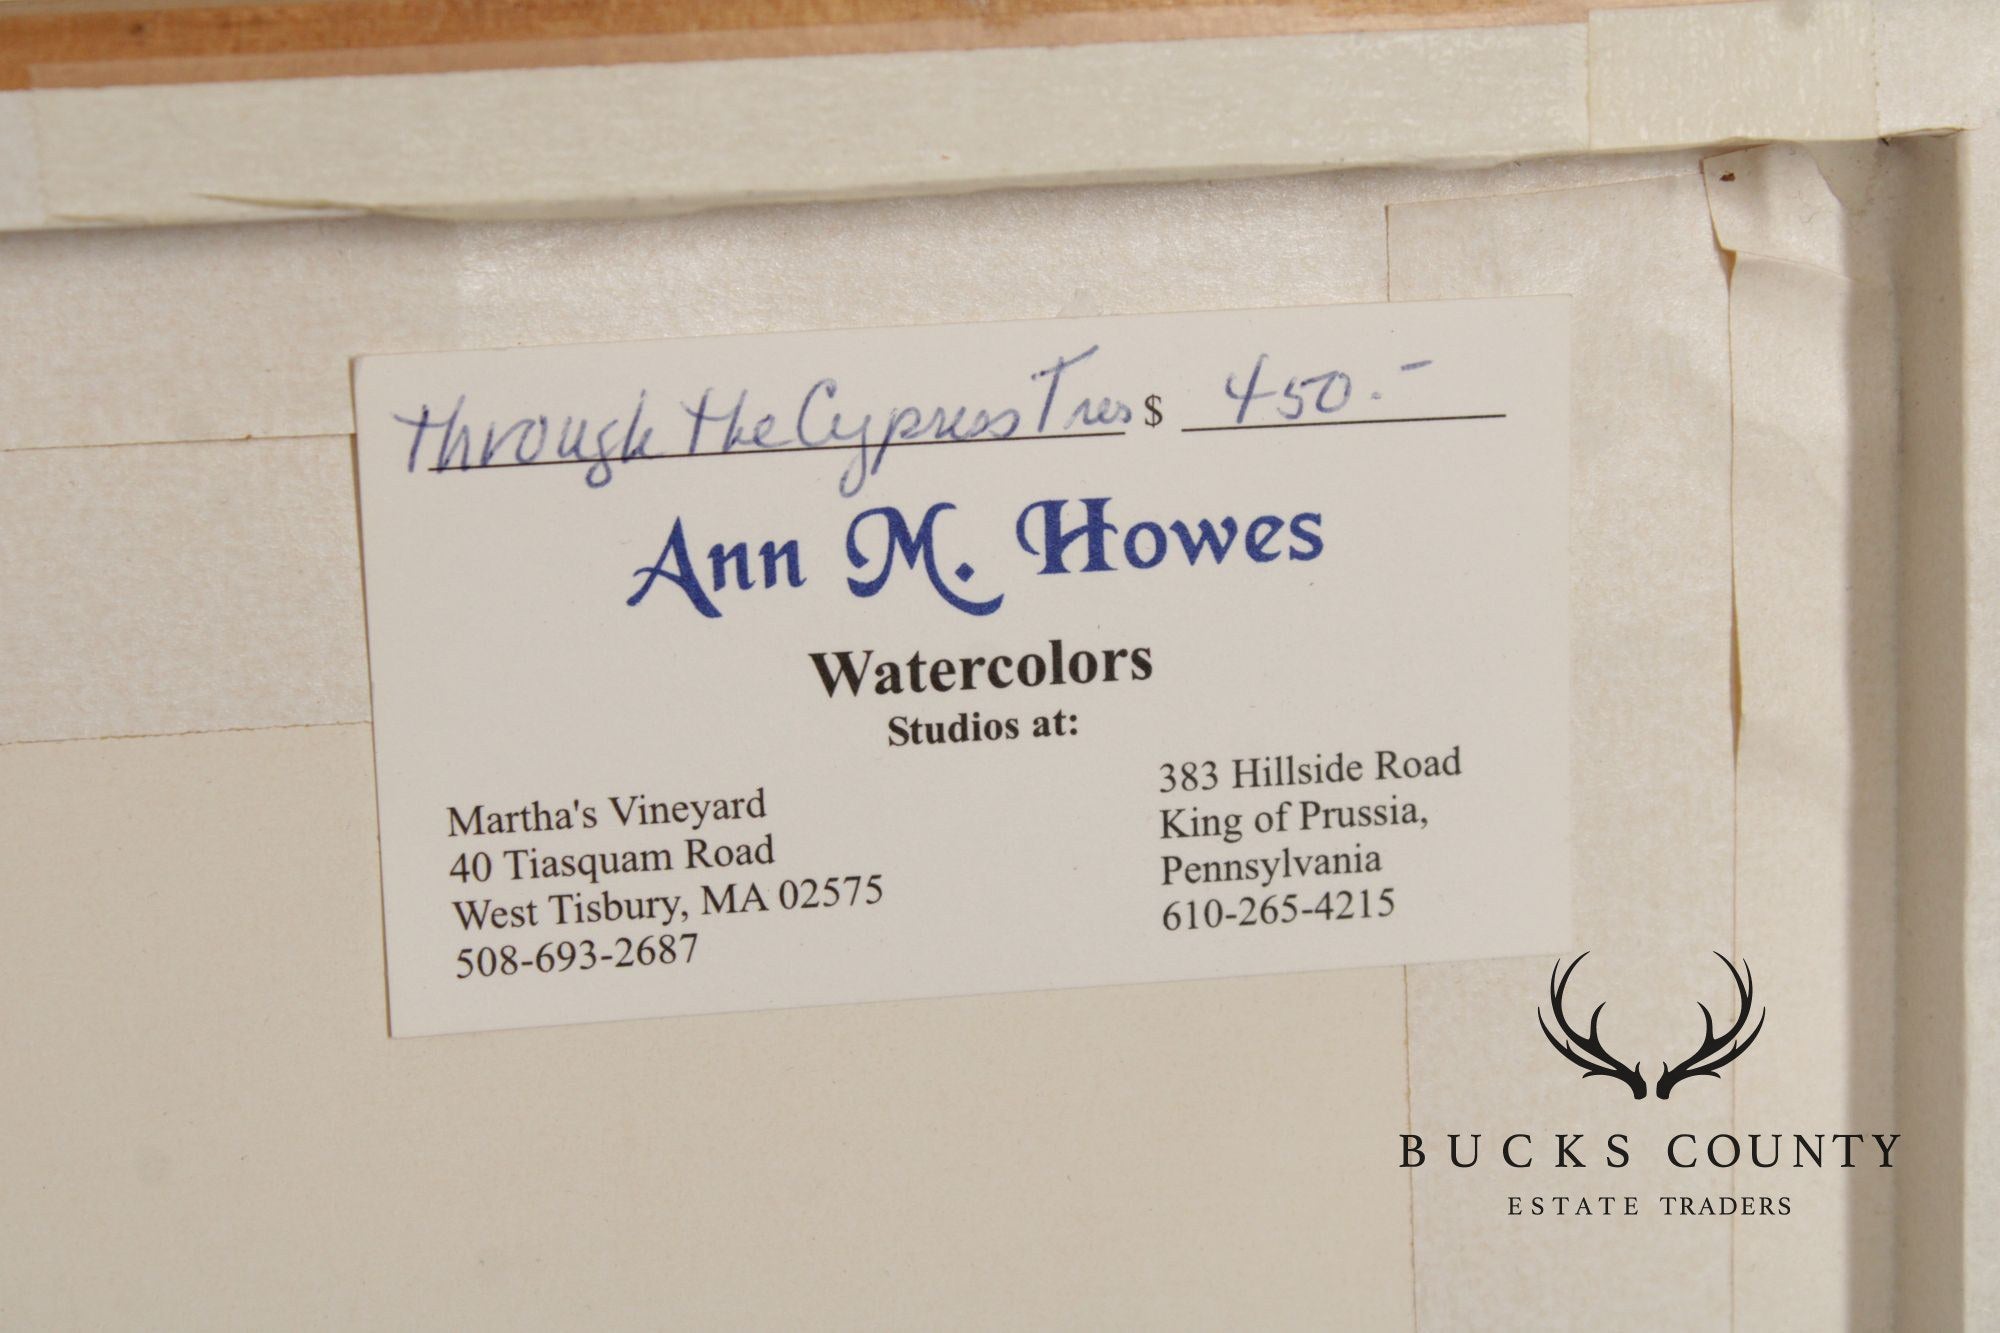 Through the Cypress Tres $ 450.-
Ann M. Howes
Watercolors
Studios at:
Martha's Vineyard
40 Tiasquam Road
West Tisbury, MA 02575
508-693-2687
383 Hillside Road
King of Prussia,
Pennsylvania
610-265-4215
BUCKS COUNTY
ESTATE TRADERS